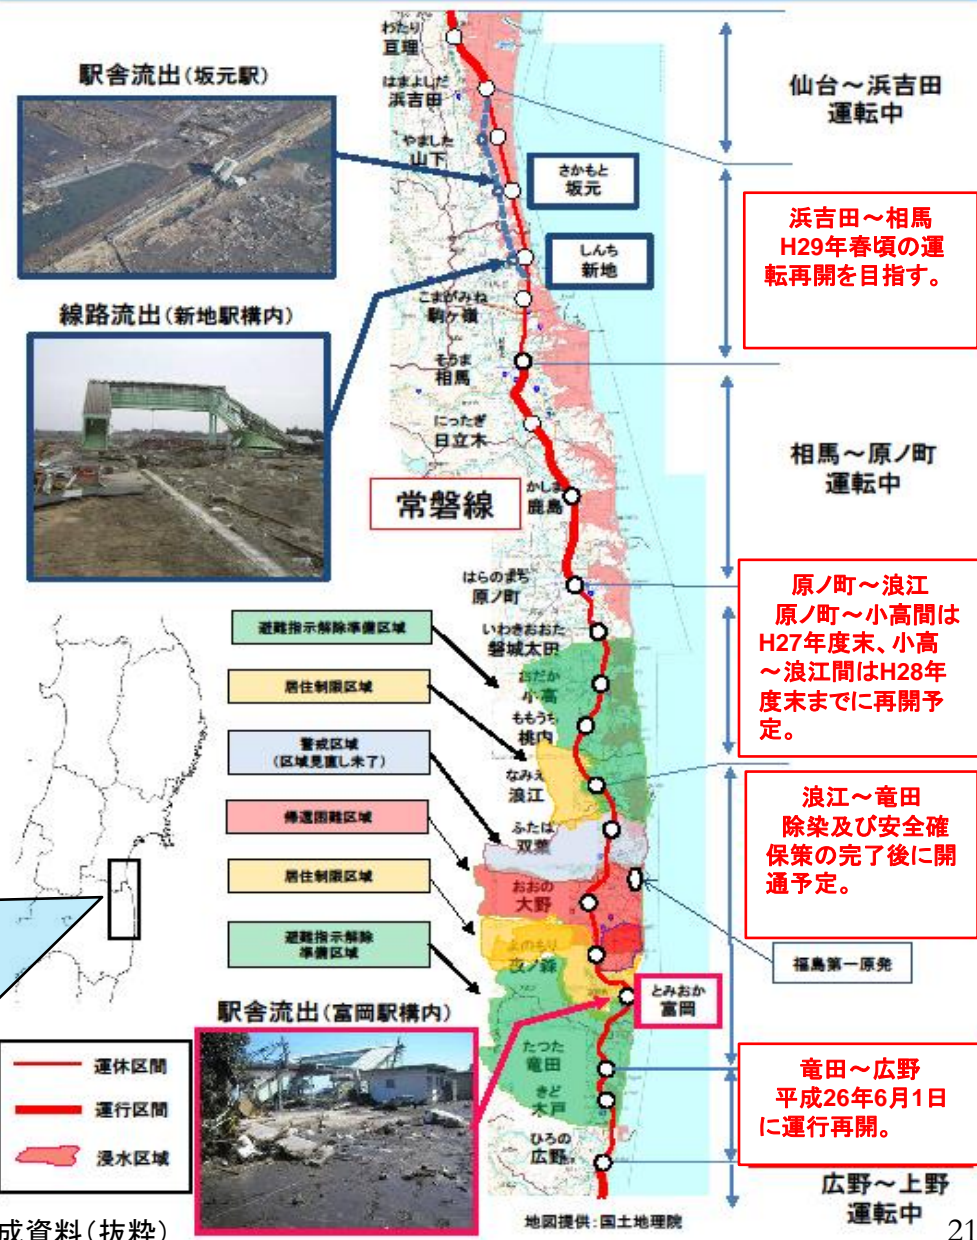 わたり
亘理
駅舎流出(坂元駅)
はまよしだ
浜吉田
やました
山下
さかもと
坂元
しんち
新地
線路流出(新地駅構内)
こまがみね
駒ヶ嶺
そうま
相馬
にったぎ
日立木
かしま
鹿島
常磐線
はらのまち
原ノ町
いわきおおた
磐城太田
おだか
小高
ももうち
桃内
なみえ
浪江
ふたば
双葉
おおの
大野
よのもり
夜ノ森
とみおか
富岡
たつた
竜田
きど
木戸
ひろの
広野
仙台～浜吉田
運転中
浜吉田～相馬
H29年春頃の運
転再開を目指す。
相馬～原ノ町
運転中
原ノ町～浪江
原ノ町～小高間は
H27年度末、小高
～浪江間はH28年
度末までに再開予
定。
浪江～竜田
除染及び安全確
保策の完了後に開
通予定。
福島第一原発
竜田～広野
平成26年6月1日
に運行再開。
広野～上野
運転中
避難指示解除準備区域
居住制限区域
警戒区域
(区域見直し未了)
帰還困難区域
居住制限区域
避難指示解除
準備区域
駅舎流出(富岡駅構内)
運休区間
運行区間
浸水区域
地図提供:国土地理院
成資料(抜粋)
21